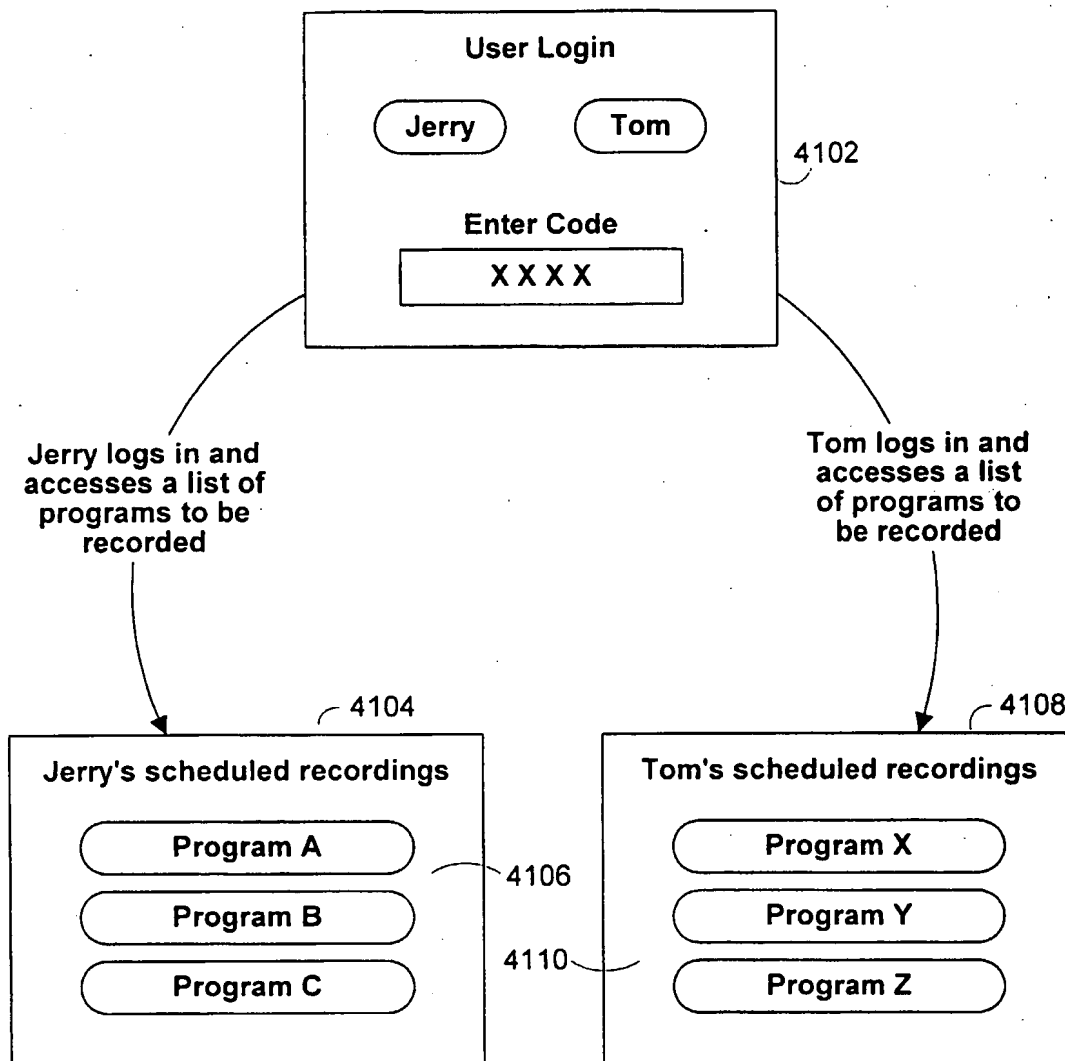 User Login
Jerry
Tom
4102
Enter Code
X X X X
Jerry logs in and
accesses a list of
programs to be
recorded
Tom logs in and
accesses a list
of programs to
be recorded
4104
4108
Jerry's scheduled recordings
Program A
Program B
Program C
4106
Tom's scheduled recordings
Program X
Program Y
Program Z
4110